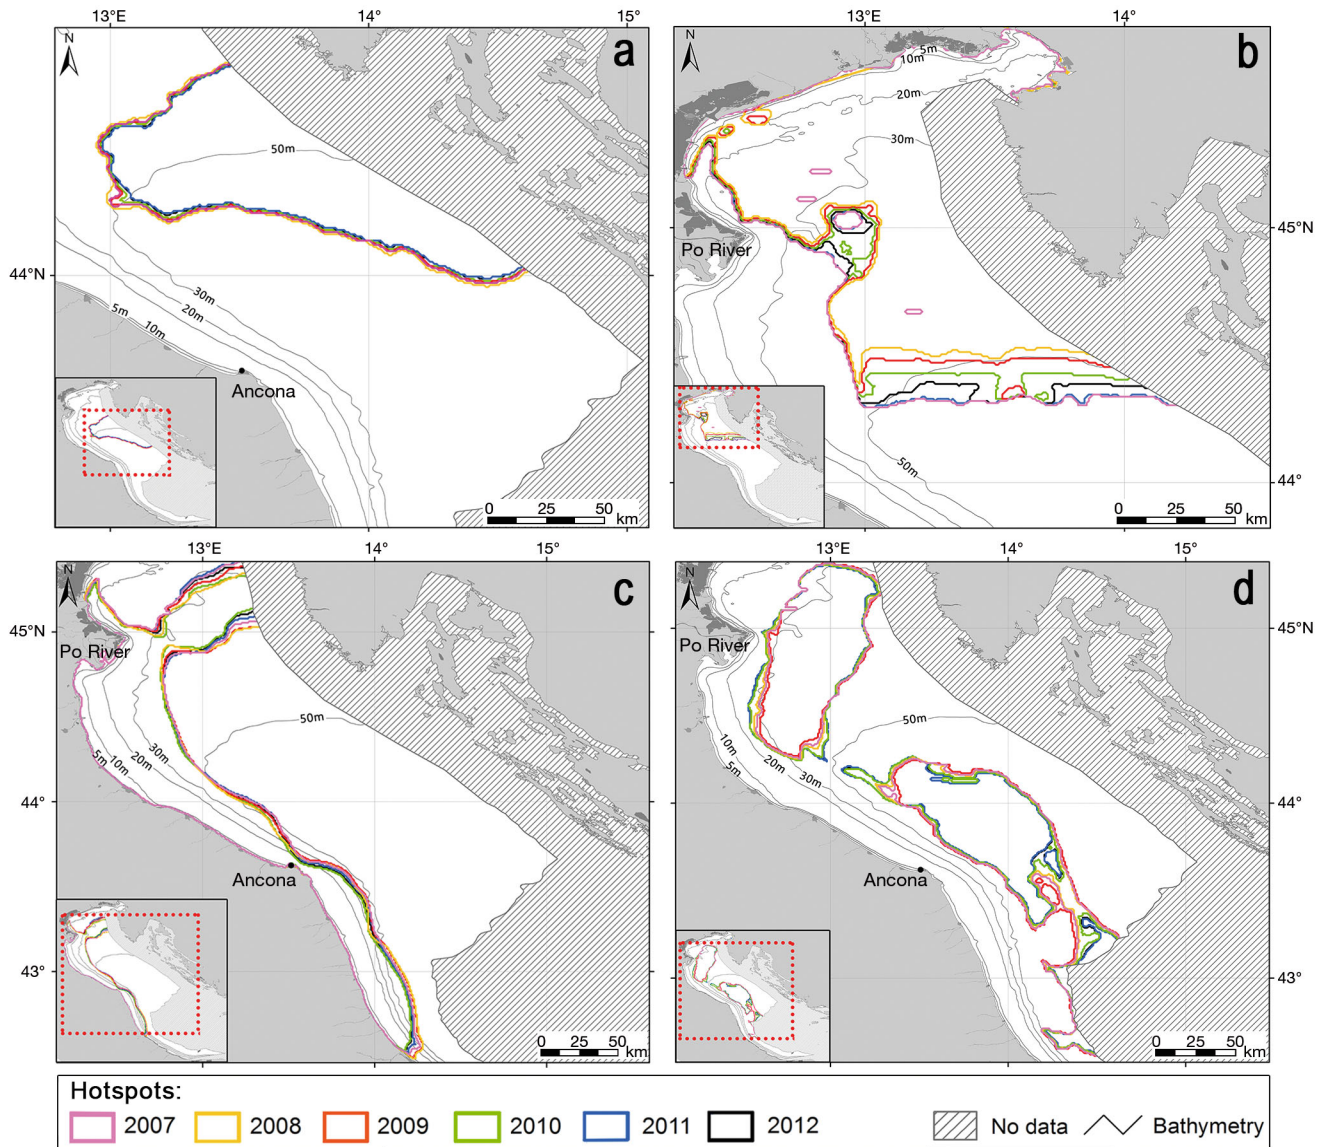 13°E 14° 15°
N
a
50m
44°N
30m
20m
5m
10m
Ancona
0 25 50
km
13°E 14°
N
b
5m
10m
20m
30m
45°N
Po River
50m
44°N
0 25 50
km
13°E 14° 15°
N
c
45°N
Po River
50m
30m
20m
5m
10m
44°
Ancona
43°
0 25 50
km
13°E 14° 15°
N
d
45°N
Po River
50m
10m
20m
5m
30m
44°
Ancona
43°
0 25 50
km
Hotspots:
2007 2008 2009 2010 2011 2012 No data Bathymetry